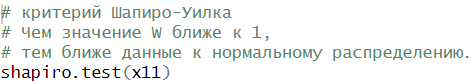 # критерий Шапиро-Уилка
# Чем значение W ближе к 1,
# тем ближе данные к нормальному распределению.
shapiro.test(x11)